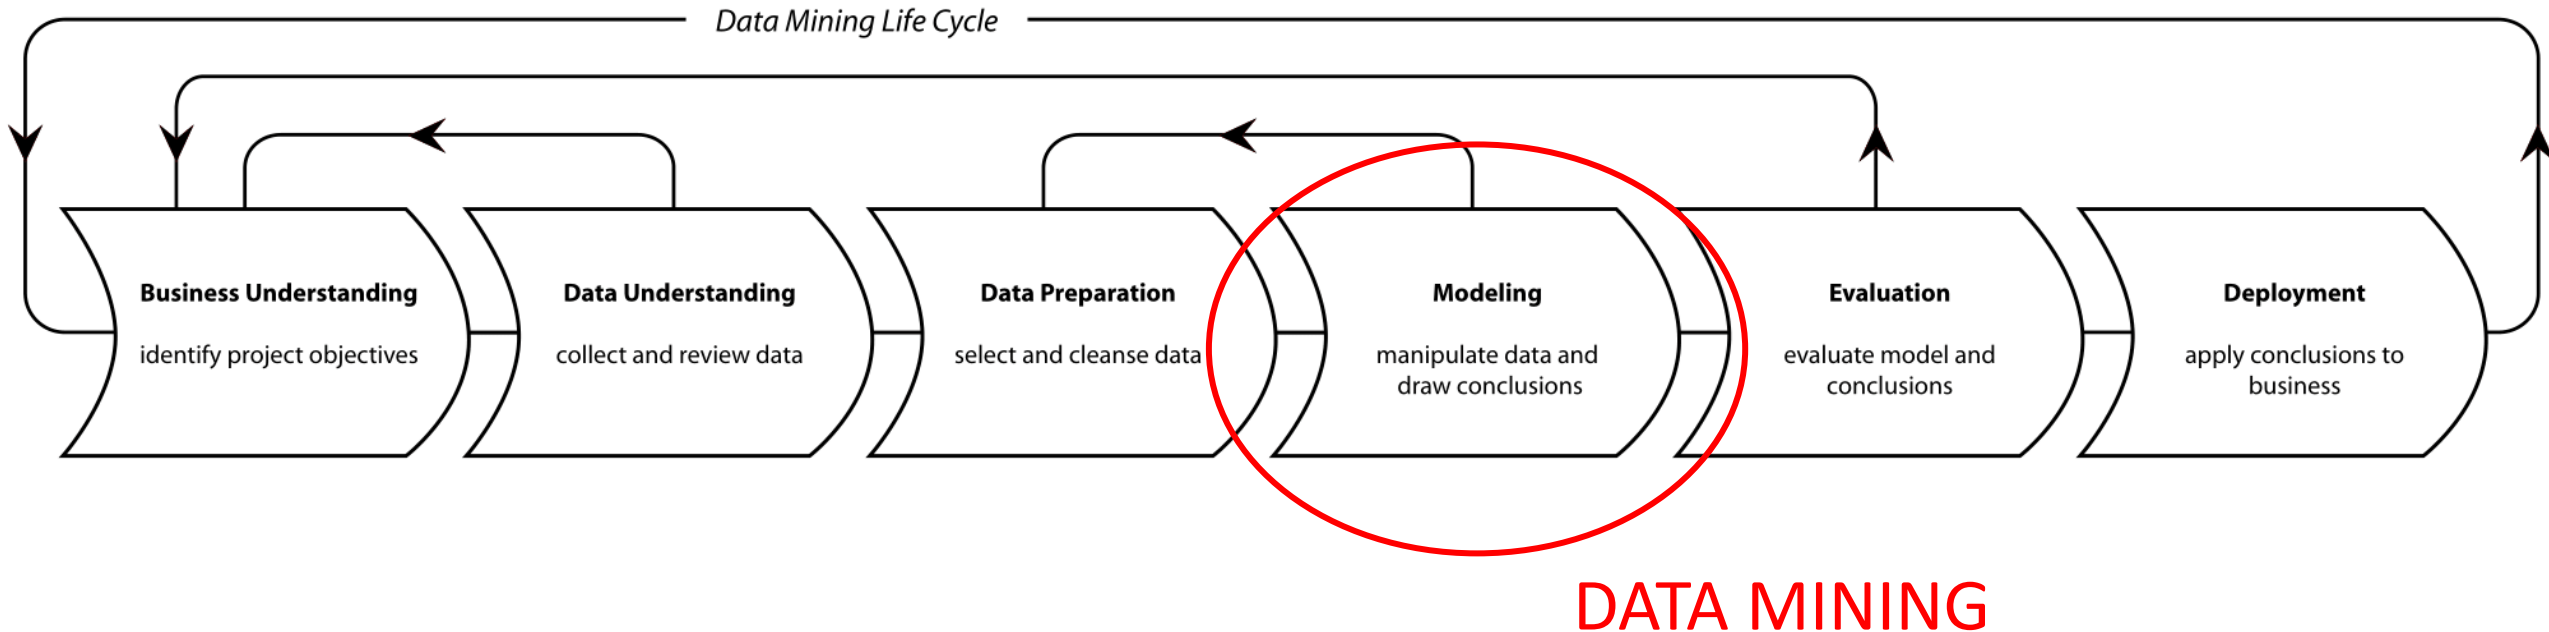 Data Mining Life Cycle
Business Understanding
identify project objectives
Data Understanding
collect and review data
Data Preparation
select and cleanse data
Modeling
manipulate data and
draw conclusions
Evaluation
evaluate model and
conclusions
Deployment
apply conclusions to
business
DATA MINING